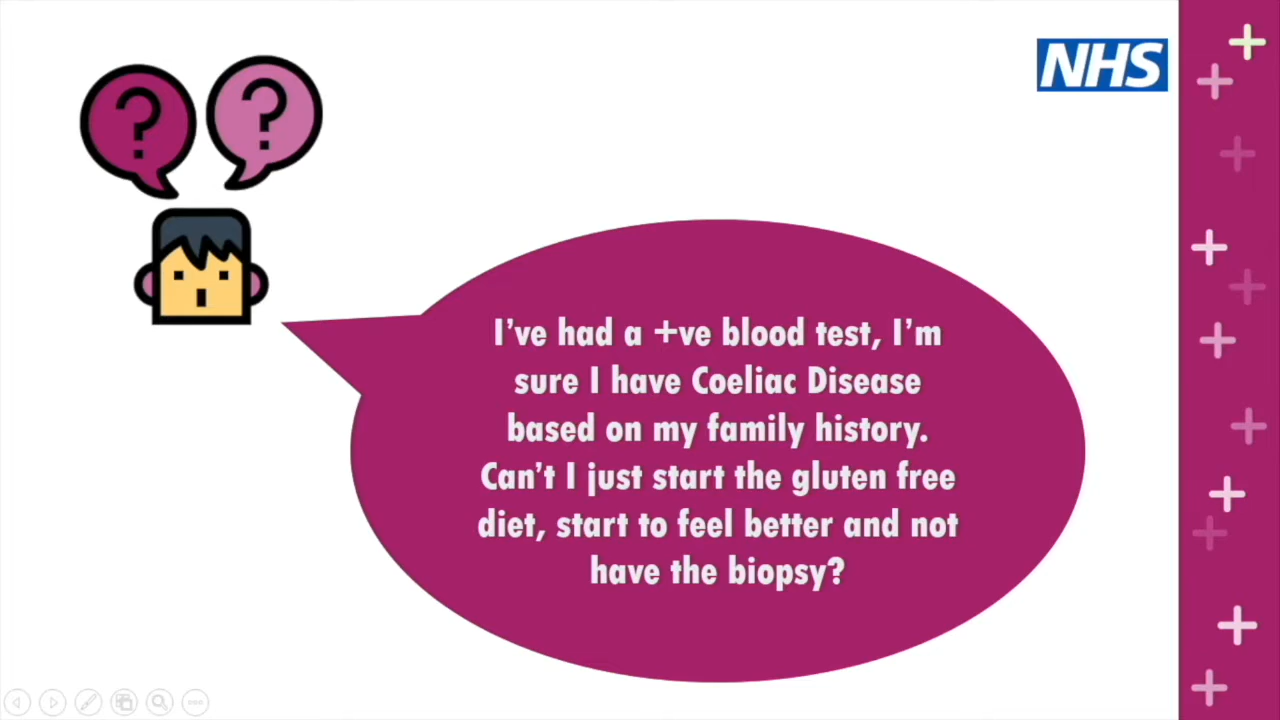 ? ?
NHS
I’ve had a +ve blood test, I’m
sure I have Coeliac Disease
based on my family history.
Can’t I just start the gluten free
diet, start to feel better and not
have the biopsy?